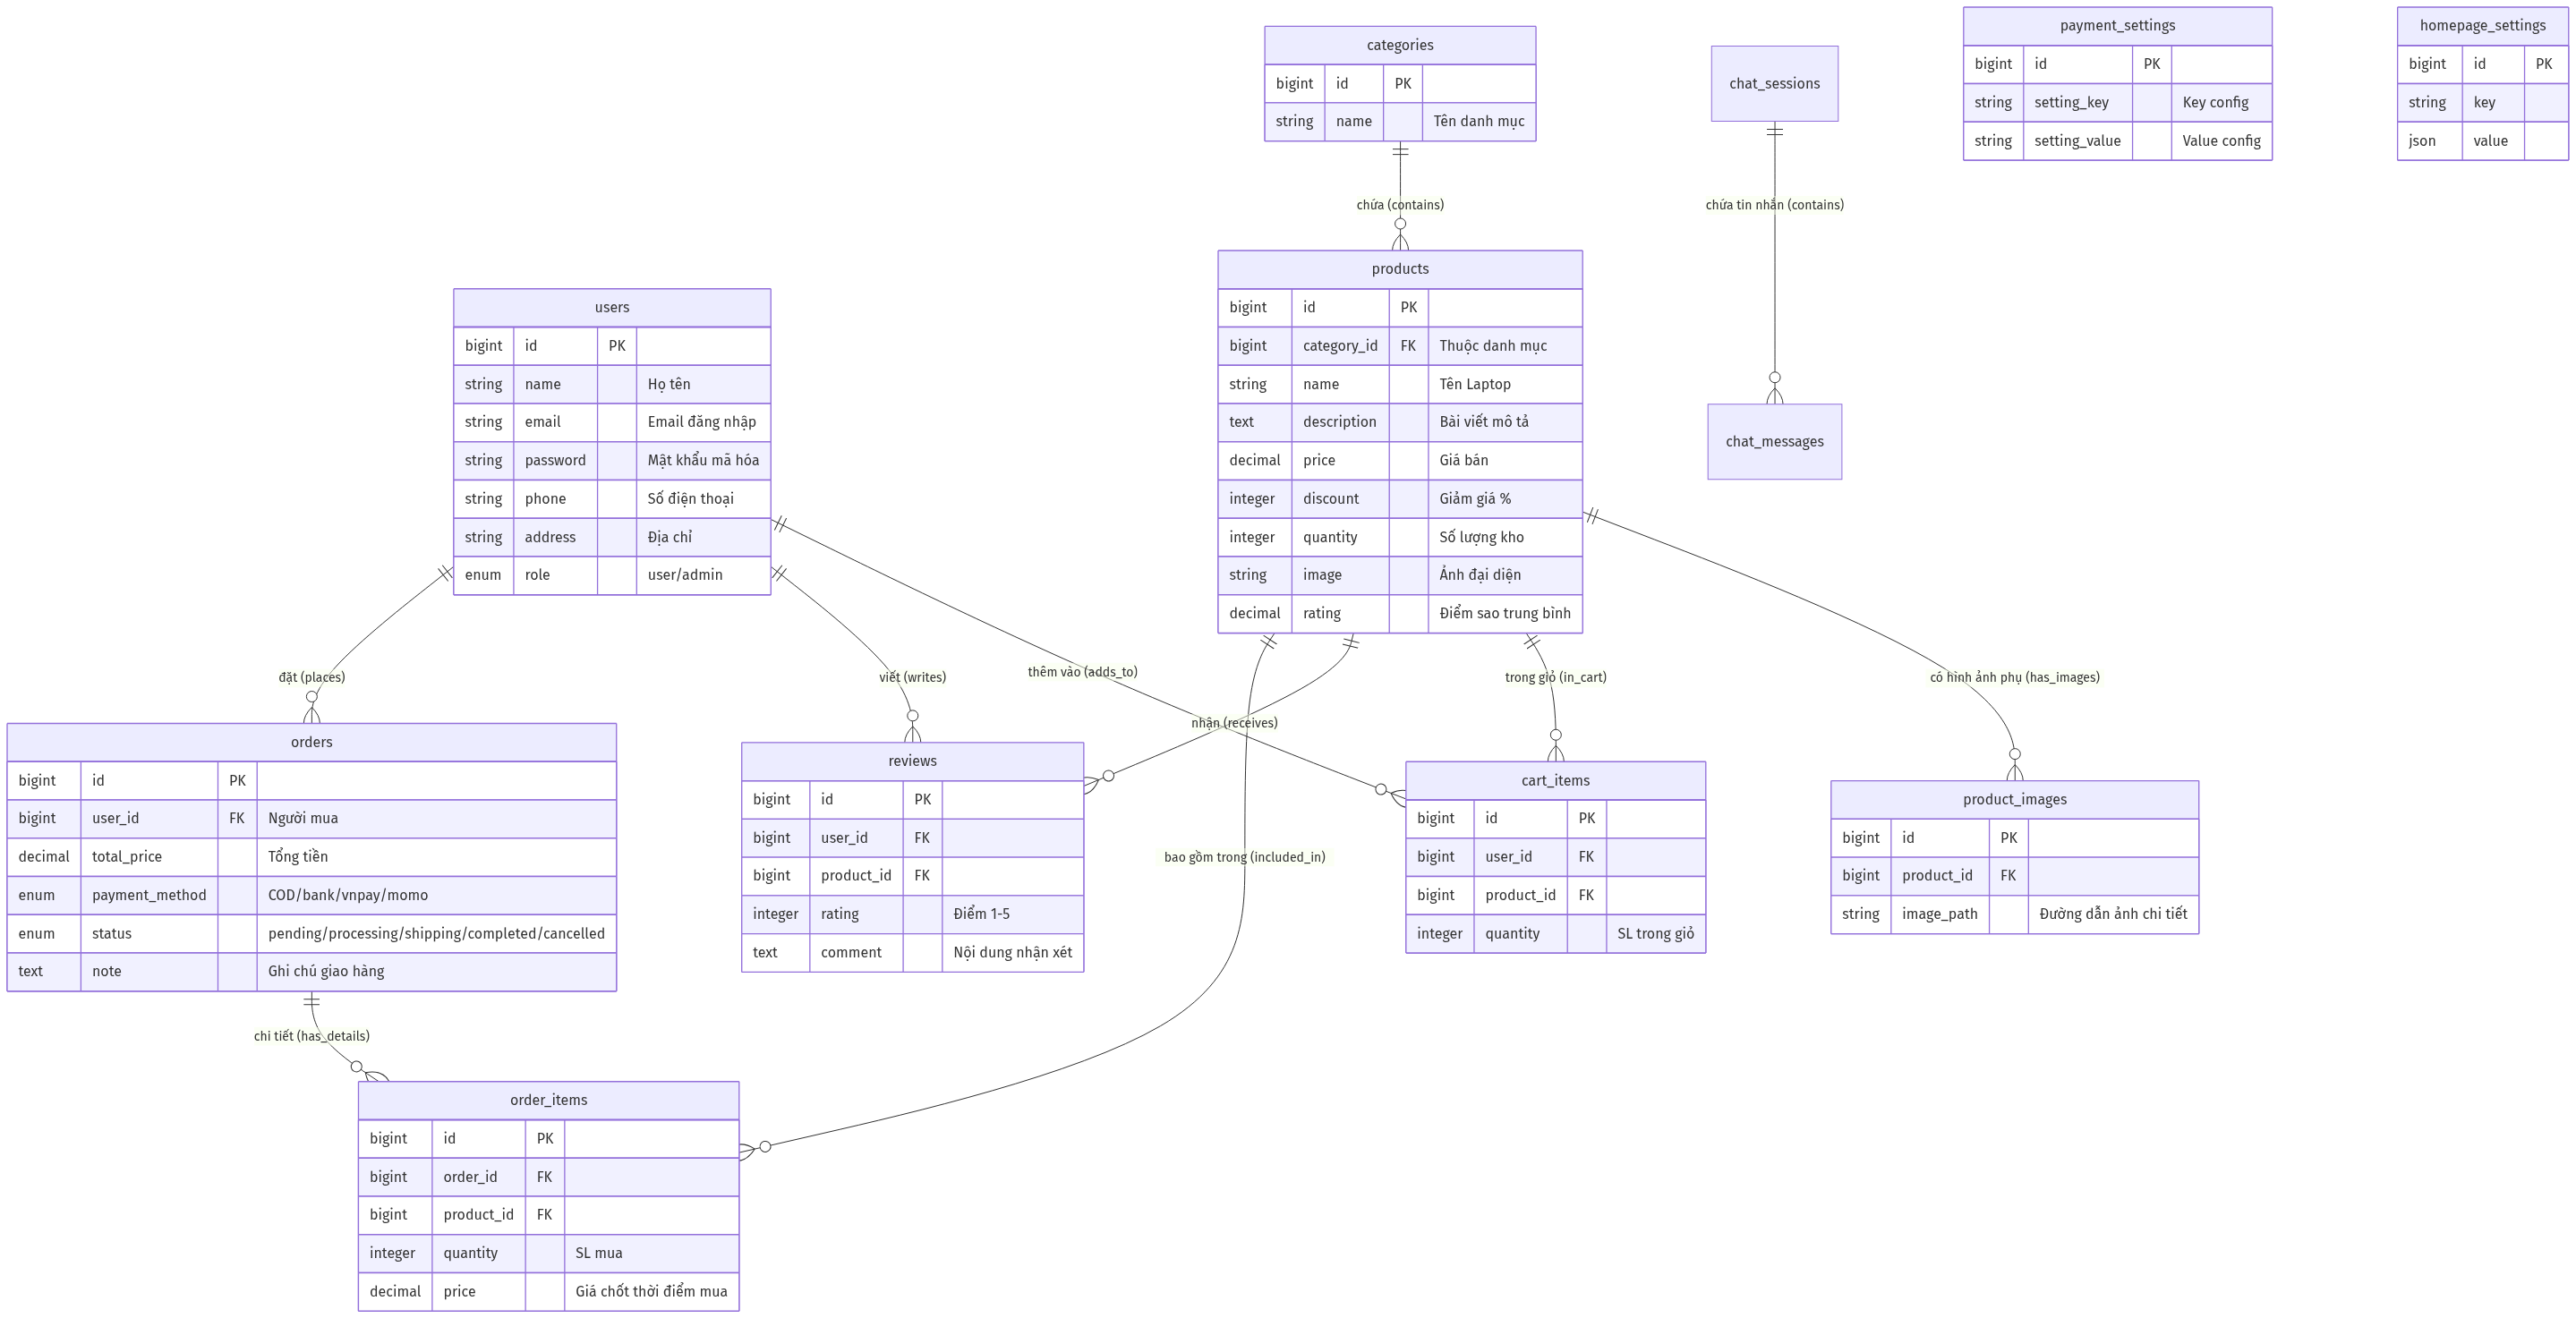 categories
bigint id PK
string name Tên danh mục
chat_sessions
payment_settings
bigint id PK
string setting_key Key config
string setting_value Value config
homepage_settings
bigint id PK
string key
json value
chứa (contains)
chứa tin nhắn (contains)
users
bigint id PK
string name Họ tên
string email Email đăng nhập
string password Mật khẩu mã hóa
string phone Số điện thoại
string address Địa chỉ
enum role user/admin
products
bigint id PK
bigint category_id FK Thuộc danh mục
string name Tên Laptop
text description Bài viết mô tả
decimal price Giá bán
integer discount Giảm giá %
integer quantity Số lượng kho
string image Ảnh đại diện
decimal rating Điểm sao trung bình
chat_messages
đặt (places)
viết (writes)
thêm vào (adds_to)
nhận (receives)
trong giỏ (in_cart)
có hình ảnh phụ (has_images)
bao gồm trong (included_in)
orders
bigint id PK
bigint user_id FK Người mua
decimal total_price Tổng tiền
enum payment_method COD/bank/vnpay/momo
enum status pending/processing/shipping/completed/cancelled
text note Ghi chú giao hàng
reviews
bigint id PK
bigint user_id FK
bigint product_id FK
integer rating Điểm 1-5
text comment Nội dung nhận xét
cart_items
bigint id PK
bigint user_id FK
bigint product_id FK
integer quantity SL trong giỏ
product_images
bigint id PK
bigint product_id FK
string image_path Đường dẫn ảnh chi tiết
chi tiết (has_details)
order_items
bigint id PK
bigint order_id FK
bigint product_id FK
integer quantity SL mua
decimal price Giá chốt thời điểm mua